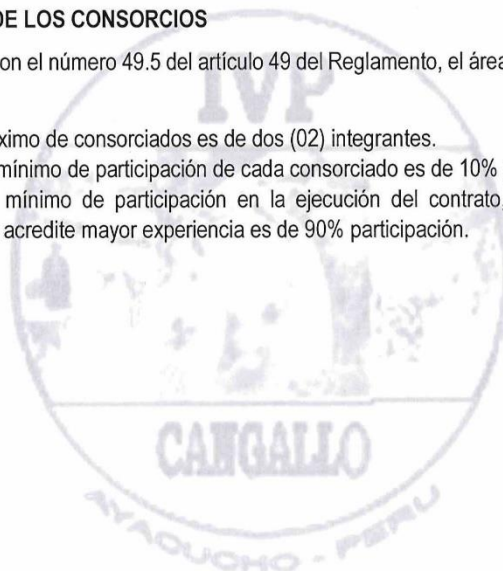 DE LOS CONSORCIOS
on el número 49.5 del artículo 49 del Reglamento, el área
ximo de consorciados es de dos (02) integrantes.
mínimo de participación de cada consorciado es de 10%
mínimo de participación en la ejecución del contrato,
acredite mayor experiencia es de 90% participación.
IVP
CANGALLO
AYACUCHO - PERU